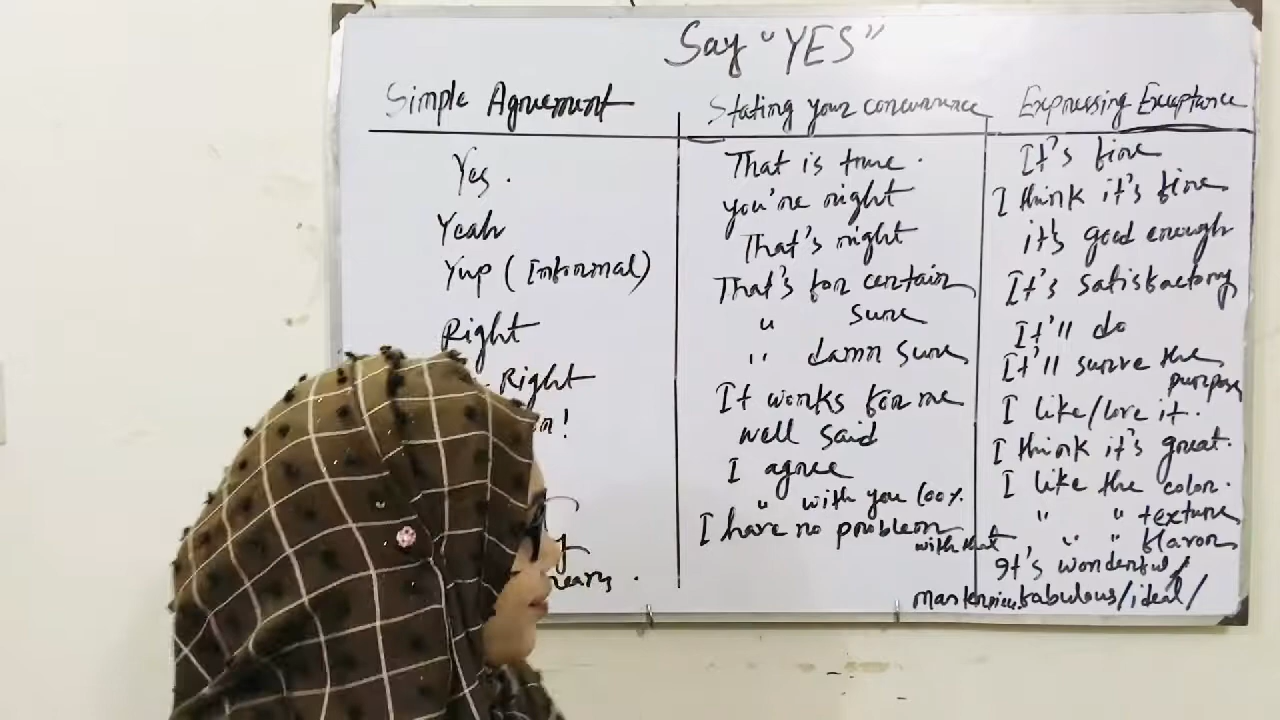 Say "YES"
Simple Agreement
Yes.
Yeah
Yup (Informal)
Right
Right
!
Stating your concurrence
That is true.
you're right
That's right
That's for certain
" sure
" damn sure
It works for me
well said
I agree
" with you 100%
I have no problem
with that
Expressing Exceptance
It's fine
I think it's fine
it's good enough
It's satisfactory
It'll do
It'll surve the
purpose
I like/love it.
I think it's great.
I like the color.
" " texture
" " flavor
It's wonderful/
fabulous/ideal/